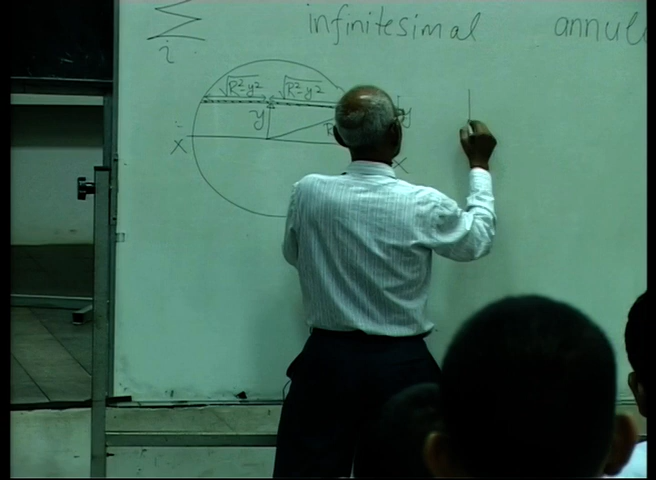 ∑
i
infinitesimal annul
√R²-y² √R²-y²
y
y
R
X
X